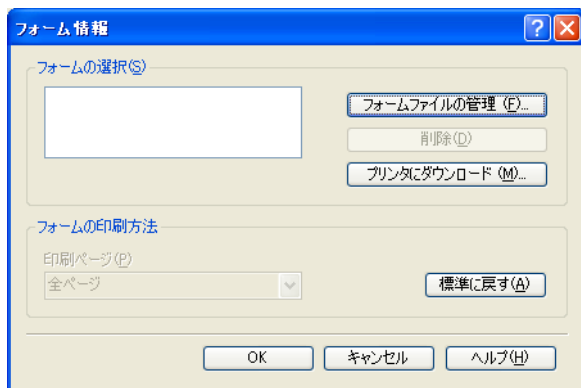 フォーム情報
フォームの選択(S)
フォームファイルの管理 (F)...
削除(D)
プリンタにダウンロード (M)...
フォームの印刷方法
印刷ページ(P)
全ページ
標準に戻す(A)
OK
キャンセル
ヘルプ(H)